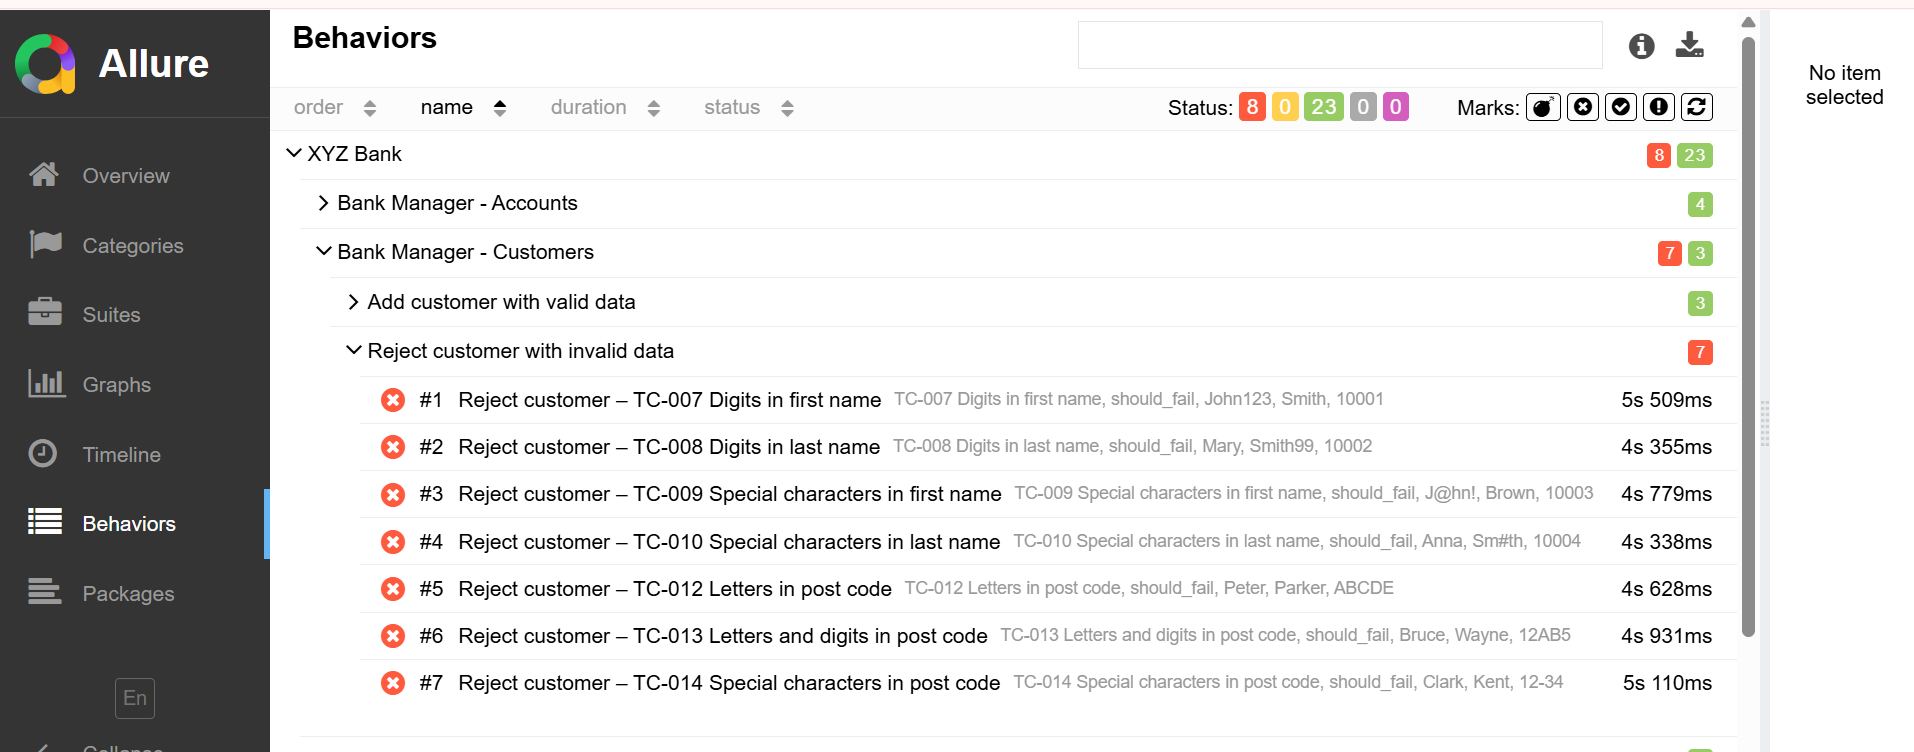 Allure
Overview
Categories
Suites
Graphs
Timeline
Behaviors
Packages
En
Collapse
Behaviors
order name duration status Status: 8 0 23 0 0 Marks:
XYZ Bank 8 23
Bank Manager - Accounts 4
Bank Manager - Customers 7 3
Add customer with valid data 3
Reject customer with invalid data 7
#1 Reject customer – TC-007 Digits in first name TC-007 Digits in first name, should_fail, John123, Smith, 10001 5s 509ms
#2 Reject customer – TC-008 Digits in last name TC-008 Digits in last name, should_fail, Mary, Smith99, 10002 4s 355ms
#3 Reject customer – TC-009 Special characters in first name TC-009 Special characters in first name, should_fail, J@hn!, Brown, 10003 4s 779ms
#4 Reject customer – TC-010 Special characters in last name TC-010 Special characters in last name, should_fail, Anna, Sm#th, 10004 4s 338ms
#5 Reject customer – TC-012 Letters in post code TC-012 Letters in post code, should_fail, Peter, Parker, ABCDE 4s 628ms
#6 Reject customer – TC-013 Letters and digits in post code TC-013 Letters and digits in post code, should_fail, Bruce, Wayne, 12AB5 4s 931ms
#7 Reject customer – TC-014 Special characters in post code TC-014 Special characters in post code, should_fail, Clark, Kent, 12-34 5s 110ms
No item
selected